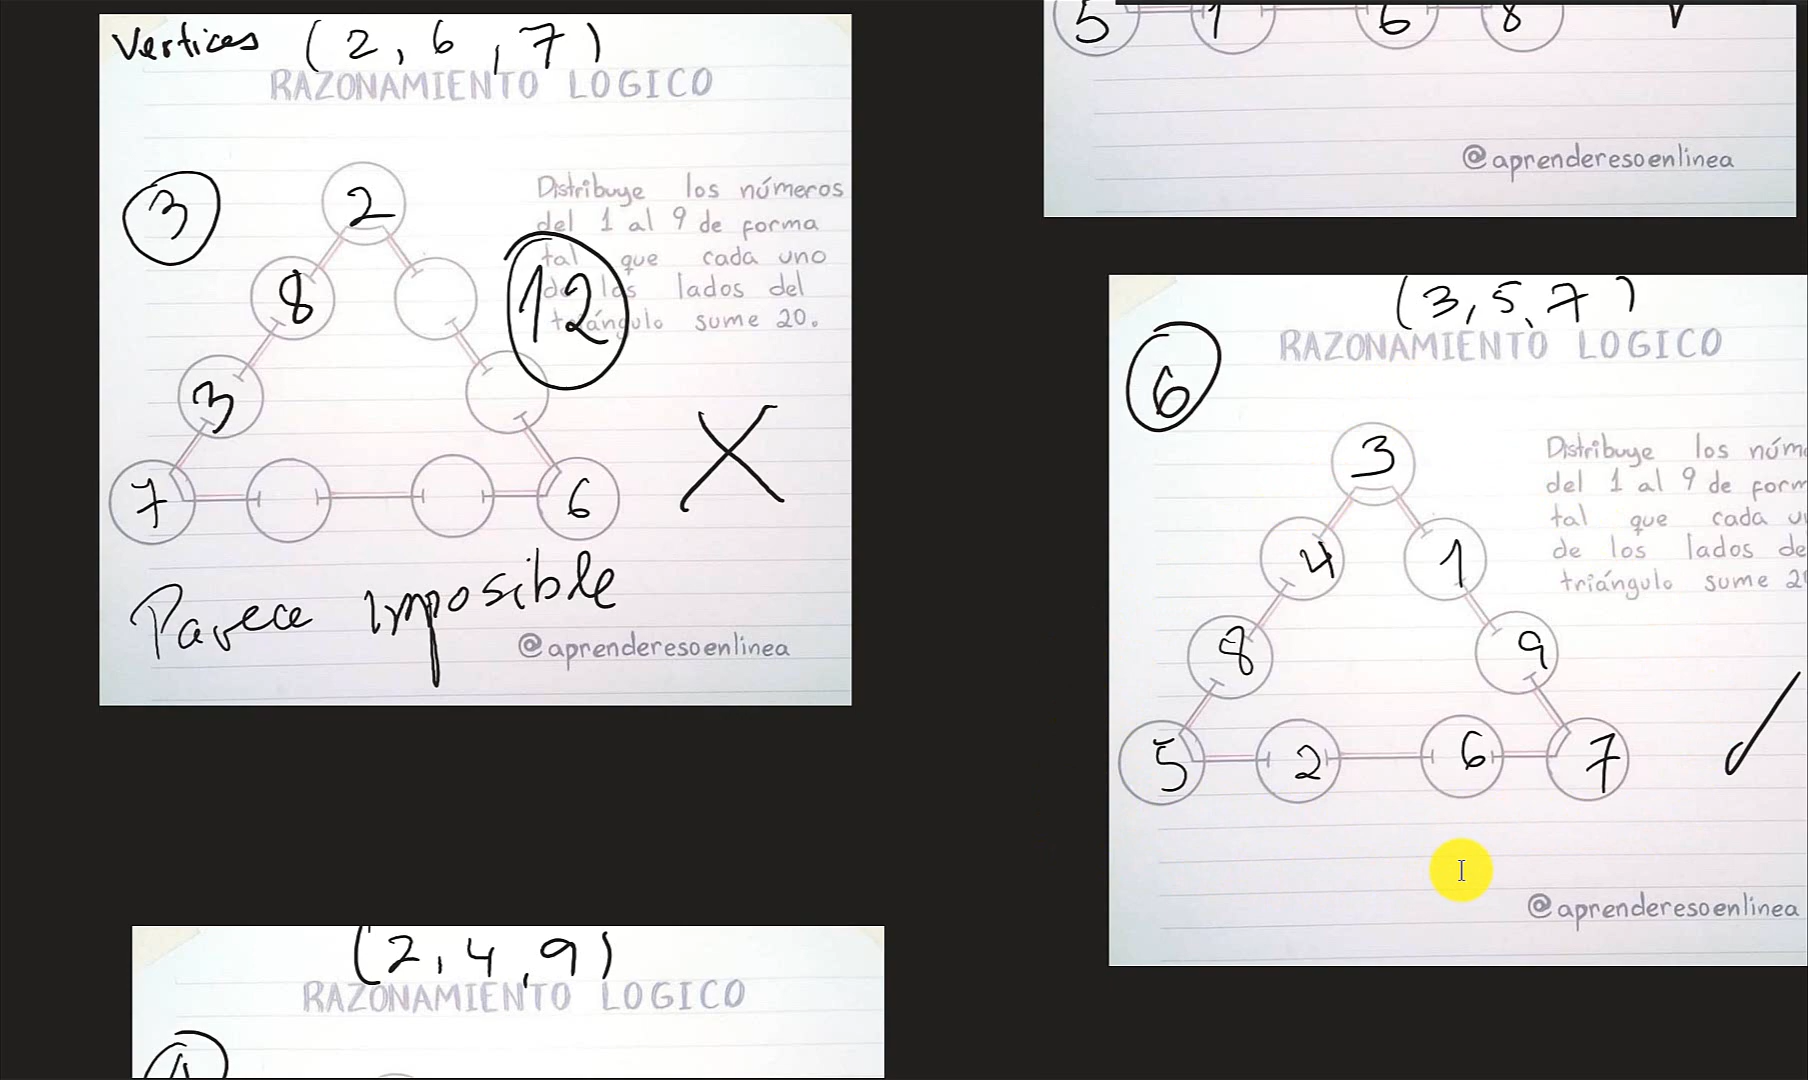 Vertices (2, 6, 7)
RAZONAMIENTO LOGICO
3
Distribuye los números
del 1 al 9 de forma
tal que cada uno
de los lados del
triángulo sume 20.
12
2
8
3
7
6
X
Parece imposible
@aprenderesoenlinea
5 1 6 8
@aprenderesoenlinea
(3, 5, 7)
RAZONAMIENTO LOGICO
6
Distribuye los núm
del 1 al 9 de form
tal que cada u
de los lados de
triángulo sume 2
3
4 1
8 9
5 2 6 7
@aprenderesoenlinea
(2, 4, 9)
RAZONAMIENTO LOGICO